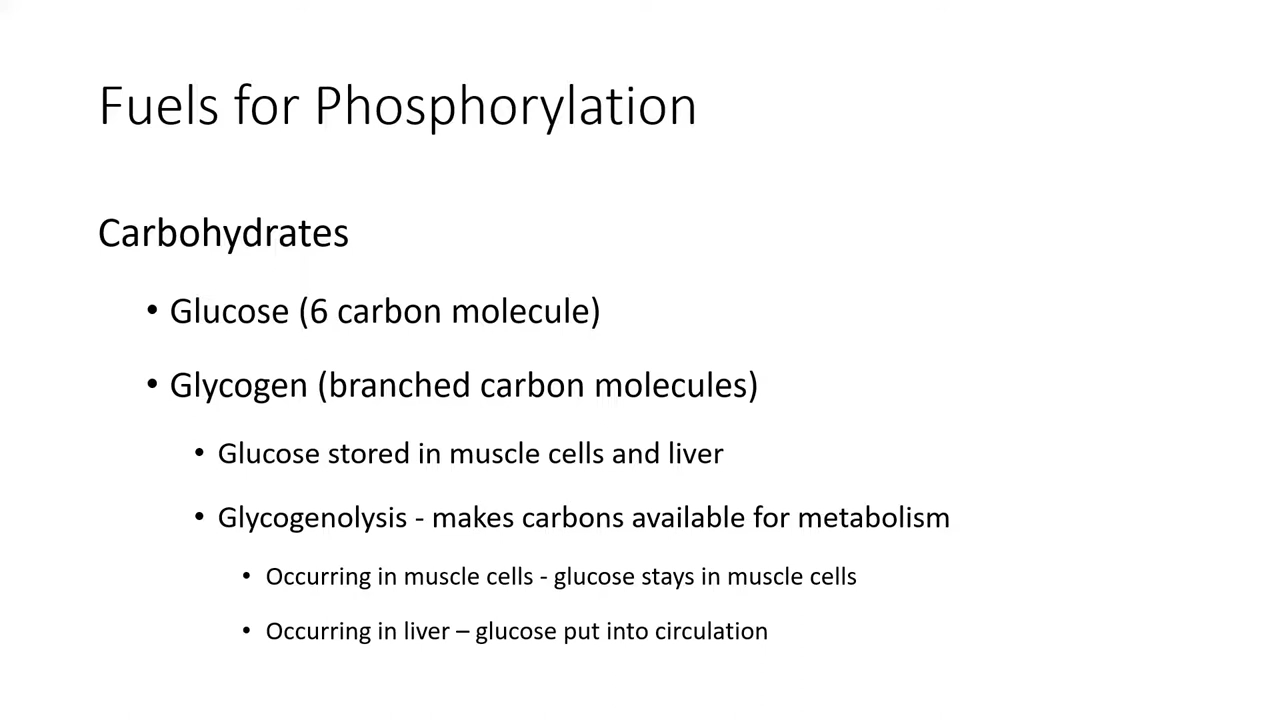 Fuels for Phosphorylation
Carbohydrates
• Glucose (6 carbon molecule)
• Glycogen (branched carbon molecules)
• Glucose stored in muscle cells and liver
• Glycogenolysis - makes carbons available for metabolism
• Occurring in muscle cells - glucose stays in muscle cells
• Occurring in liver – glucose put into circulation